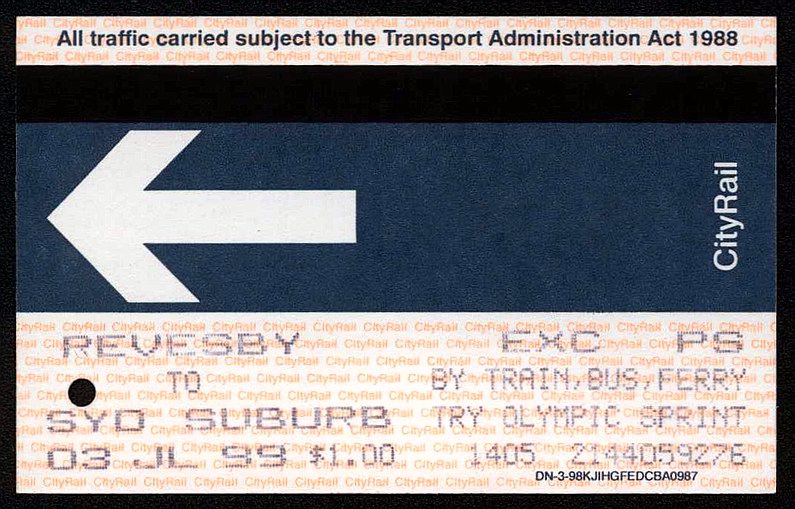 All traffic carried subject to the Transport Administration Act 1988
CityRail
REVESBY EXC PS
TO BY TRAIN,BUS,FERRY
SYD SUBURB TRY OLYMPIC SPRINT
03 JL 99 $1.00 1405 2144059276
DN-3-98KJIHGFEDCBA0987